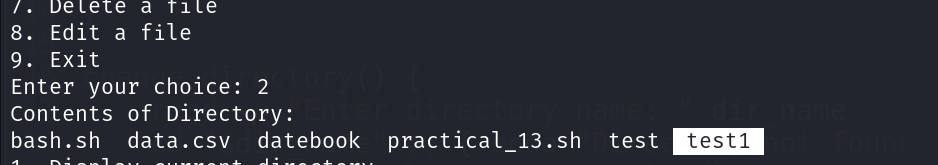 7. Delete a file
8. Edit a file
9. Exit
Enter your choice: 2
Contents of Directory:
bash.sh data.csv datebook practical_13.sh test test1
1. Display current directory